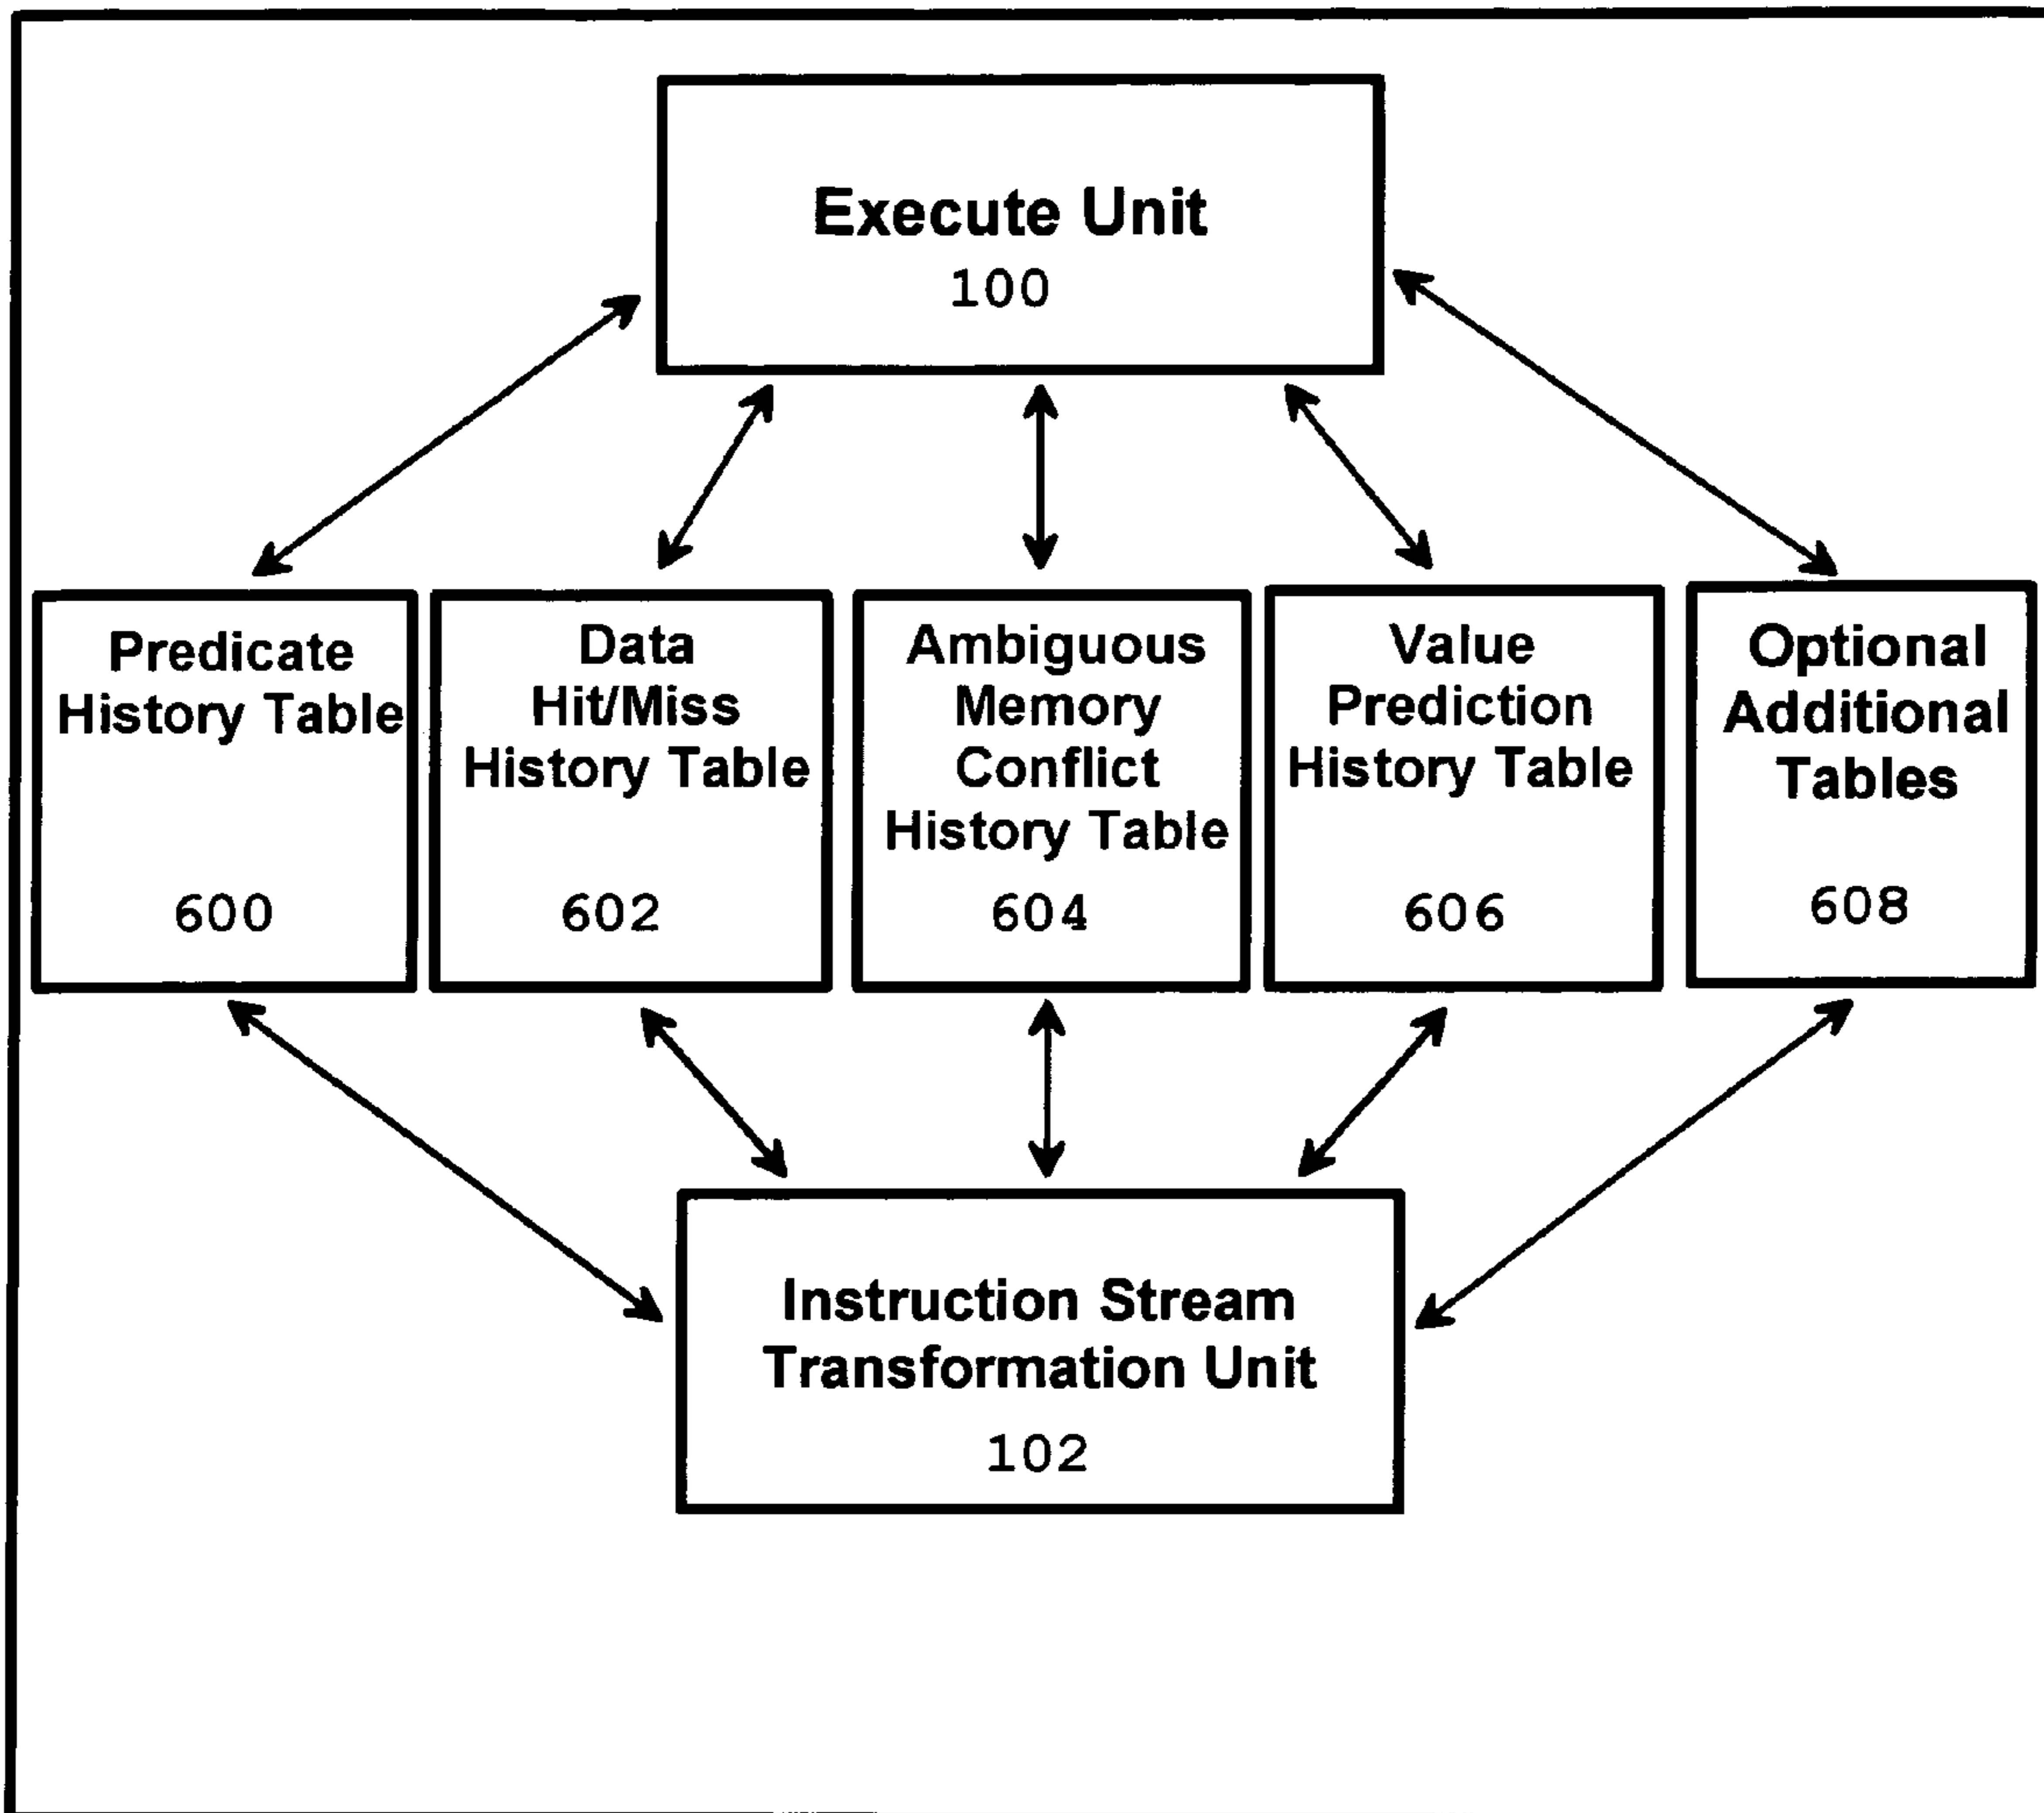 Execute Unit
100
Predicate
History Table
600
Data
Hit/Miss
History Table
602
Ambiguous
Memory
Conflict
History Table
604
Value
Prediction
History Table
606
Optional
Additional
Tables
608
Instruction Stream
Transformation Unit
102